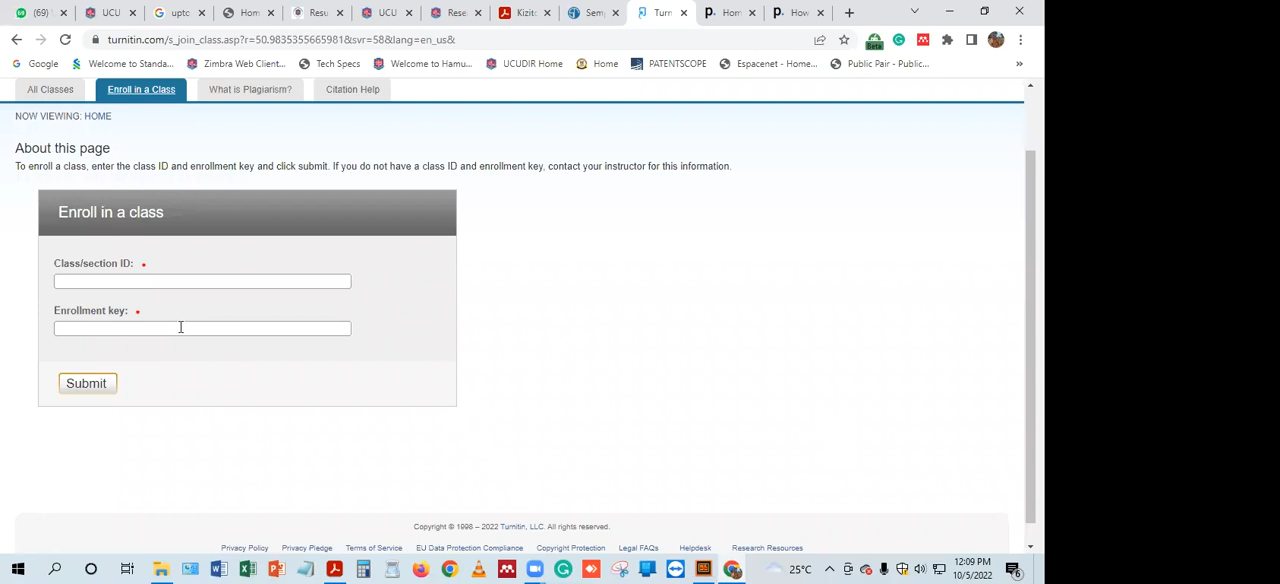 (69)
UCU
upto
Hom
Resu
UCU
Rese
Kizito
Semp
Turn
Hom
How
turnitin.com/s_join_class.asp?r=50.9835355665981&svr=58&lang=en_us&
Beta
Google
Welcome to Standa...
Zimbra Web Client...
Tech Specs
Welcome to Hamu...
UCUDIR Home
Home
PATENTSCOPE
Espacenet - Home...
Public Pair - Public...
»
All Classes
Enroll in a Class
What is Plagiarism?
Citation Help
NOW VIEWING: HOME
About this page
To enroll a class, enter the class ID and enrollment key and click submit. If you do not have a class ID and enrollment key, contact your instructor for this information.
Enroll in a class
Class/section ID:
Enrollment key:
Submit
Copyright © 1998 – 2022 Turnitin, LLC. All rights reserved.
Privacy Policy
Privacy Pledge
Terms of Service
EU Data Protection Compliance
Copyright Protection
Legal FAQs
Helpdesk
Research Resources
25°C
12:09 PM
10/5/2022
6